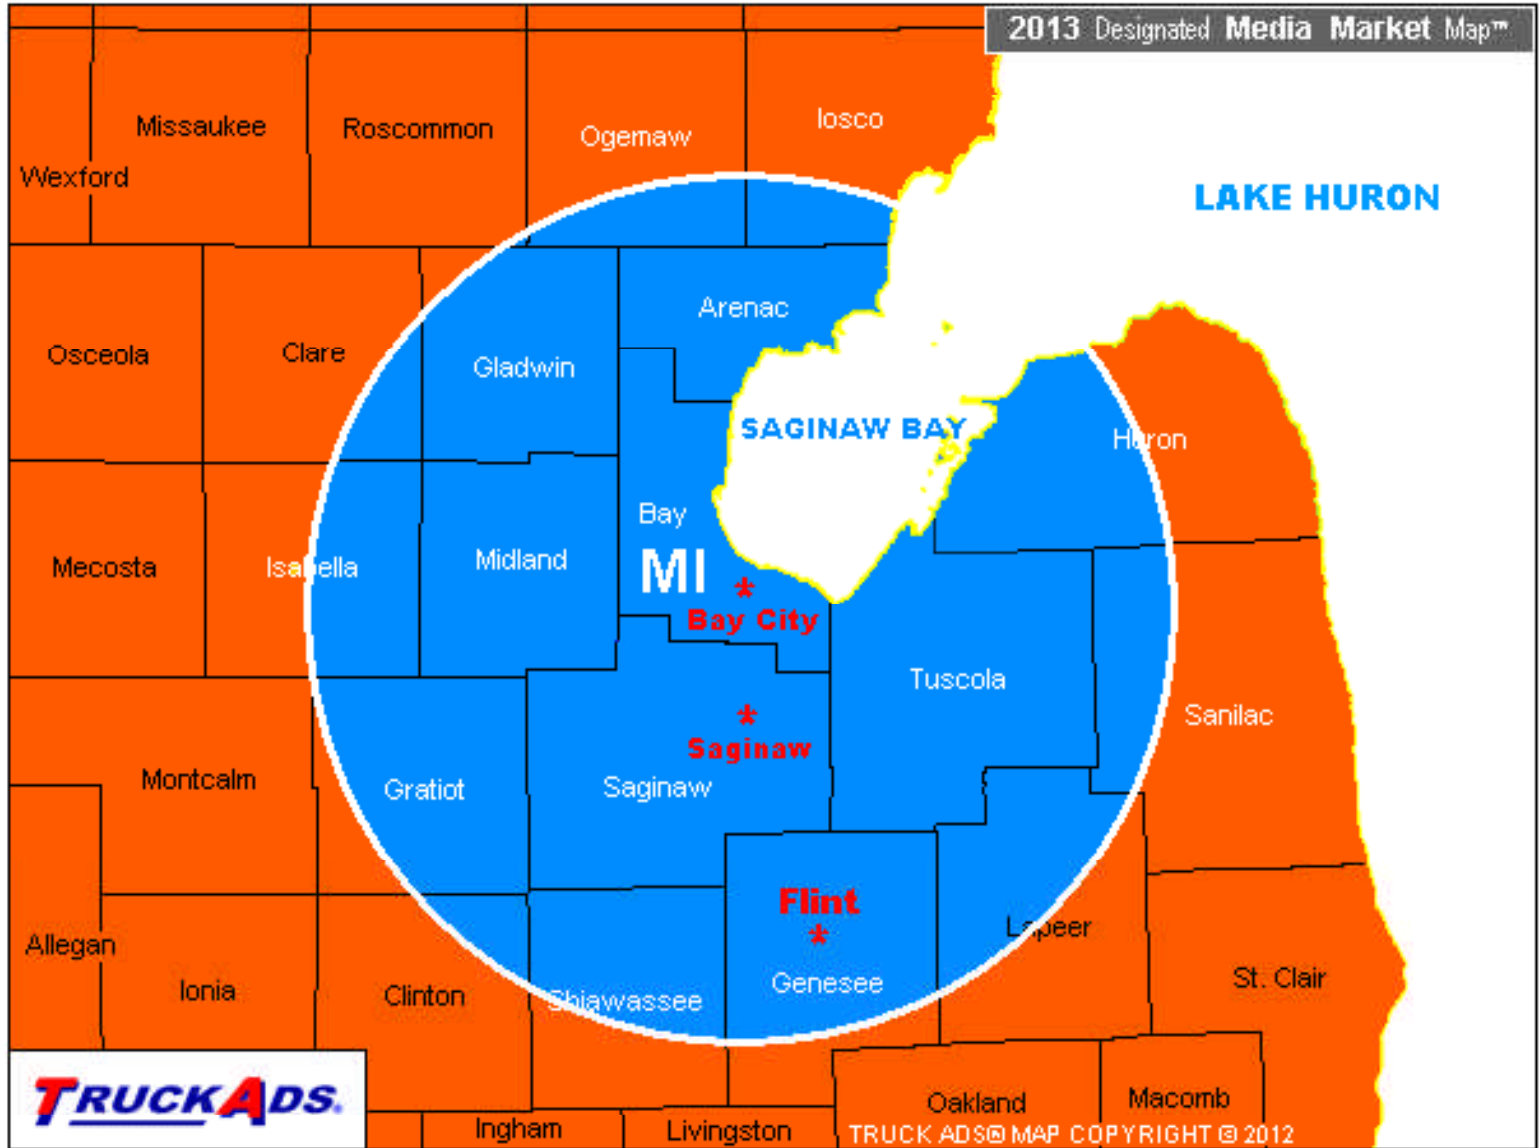 2013 Designated Media Market Map™
Missaukee
Roscommon
Ogemaw
Iosco
Wexford
LAKE HURON
Arenac
Osceola
Clare
Gladwin
SAGINAW BAY
Huron
Bay
Mecosta
Isabella
Midland
MI
*
Bay City
Tuscola
Sanilac
*
Saginaw
Montcalm
Gratiot
Saginaw
Flint
*
Lapeer
Allegan
Ionia
Clinton
Shiawassee
Genesee
St. Clair
TRUCKADS.
Oakland
Macomb
Ingham
Livingston
TRUCK ADS® MAP COPYRIGHT © 2012